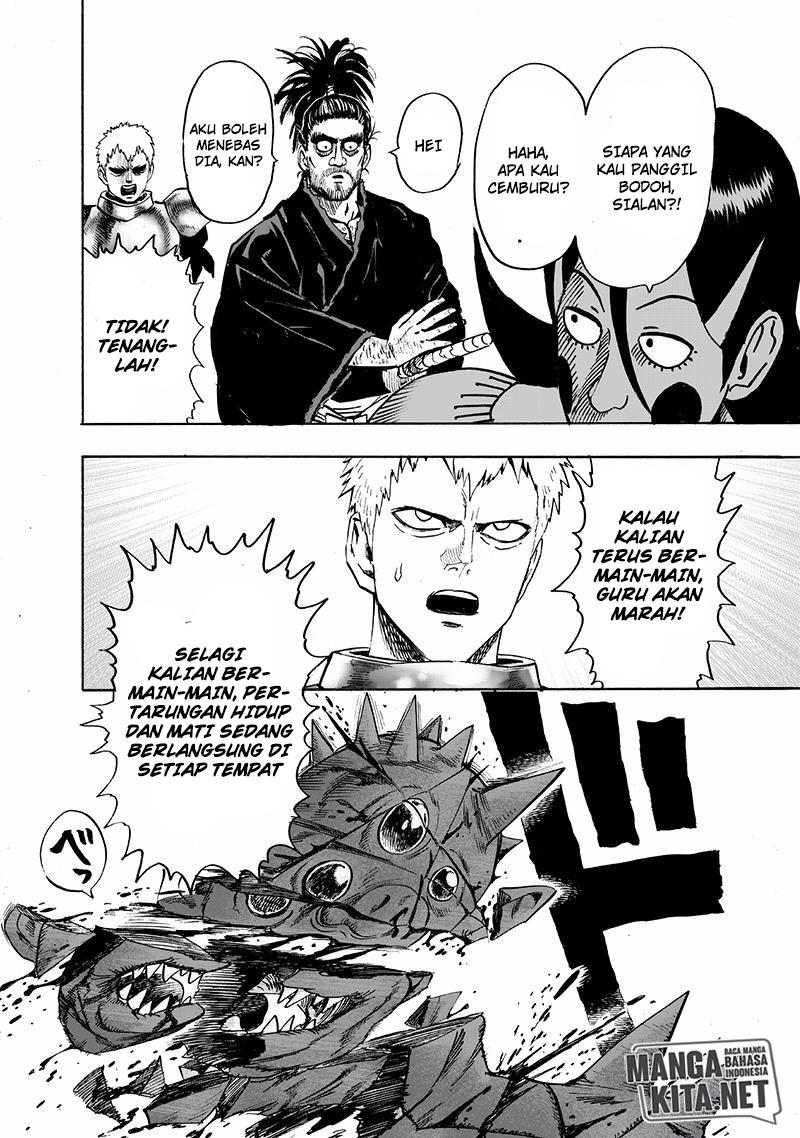 SIAPA YANG
KAU PANGGIL
BODOH,
SIALAN?!
HAHA,
APA KAU
CEMBURU?
HEI
AKU BOLEH
MENEBAS
DIA, KAN?
TIDAK!
TENANG-
LAH!
KALAU
KALIAN
TERUS BER-
MAIN-MAIN,
GURU AKAN
MARAH!
SELAGI
KALIAN BER-
MAIN-MAIN, PER-
TARUNGAN HIDUP
DAN MATI SEDANG
BERLANGSUNG DI
SETIAP TEMPAT
ド
べっ
MANGA
BACA MANGA
BAHASA
INDONESIA
KITA.NET